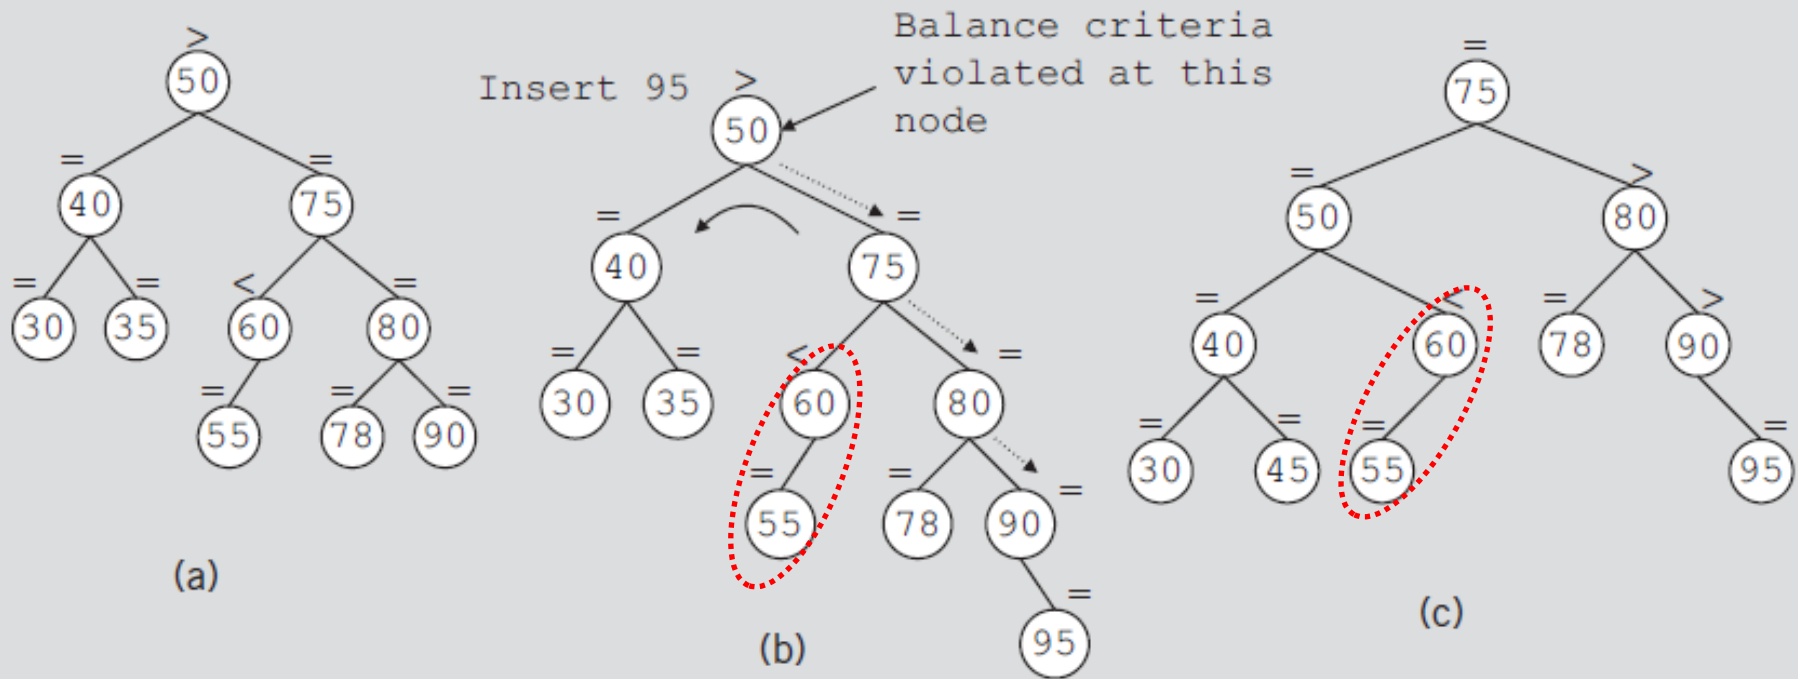 >
50
= =
40 75
= = < =
30 35 60 80
= = =
55 78 90
(a)
Insert 95
Balance criteria
violated at this
node
>
50
= =
40 75
= = < =
30 35 60 80
= = =
55 78 90
=
95
(b)
=
75
= >
50 80
= < = >
40 60 78 90
= = = =
30 45 55 95
(c)